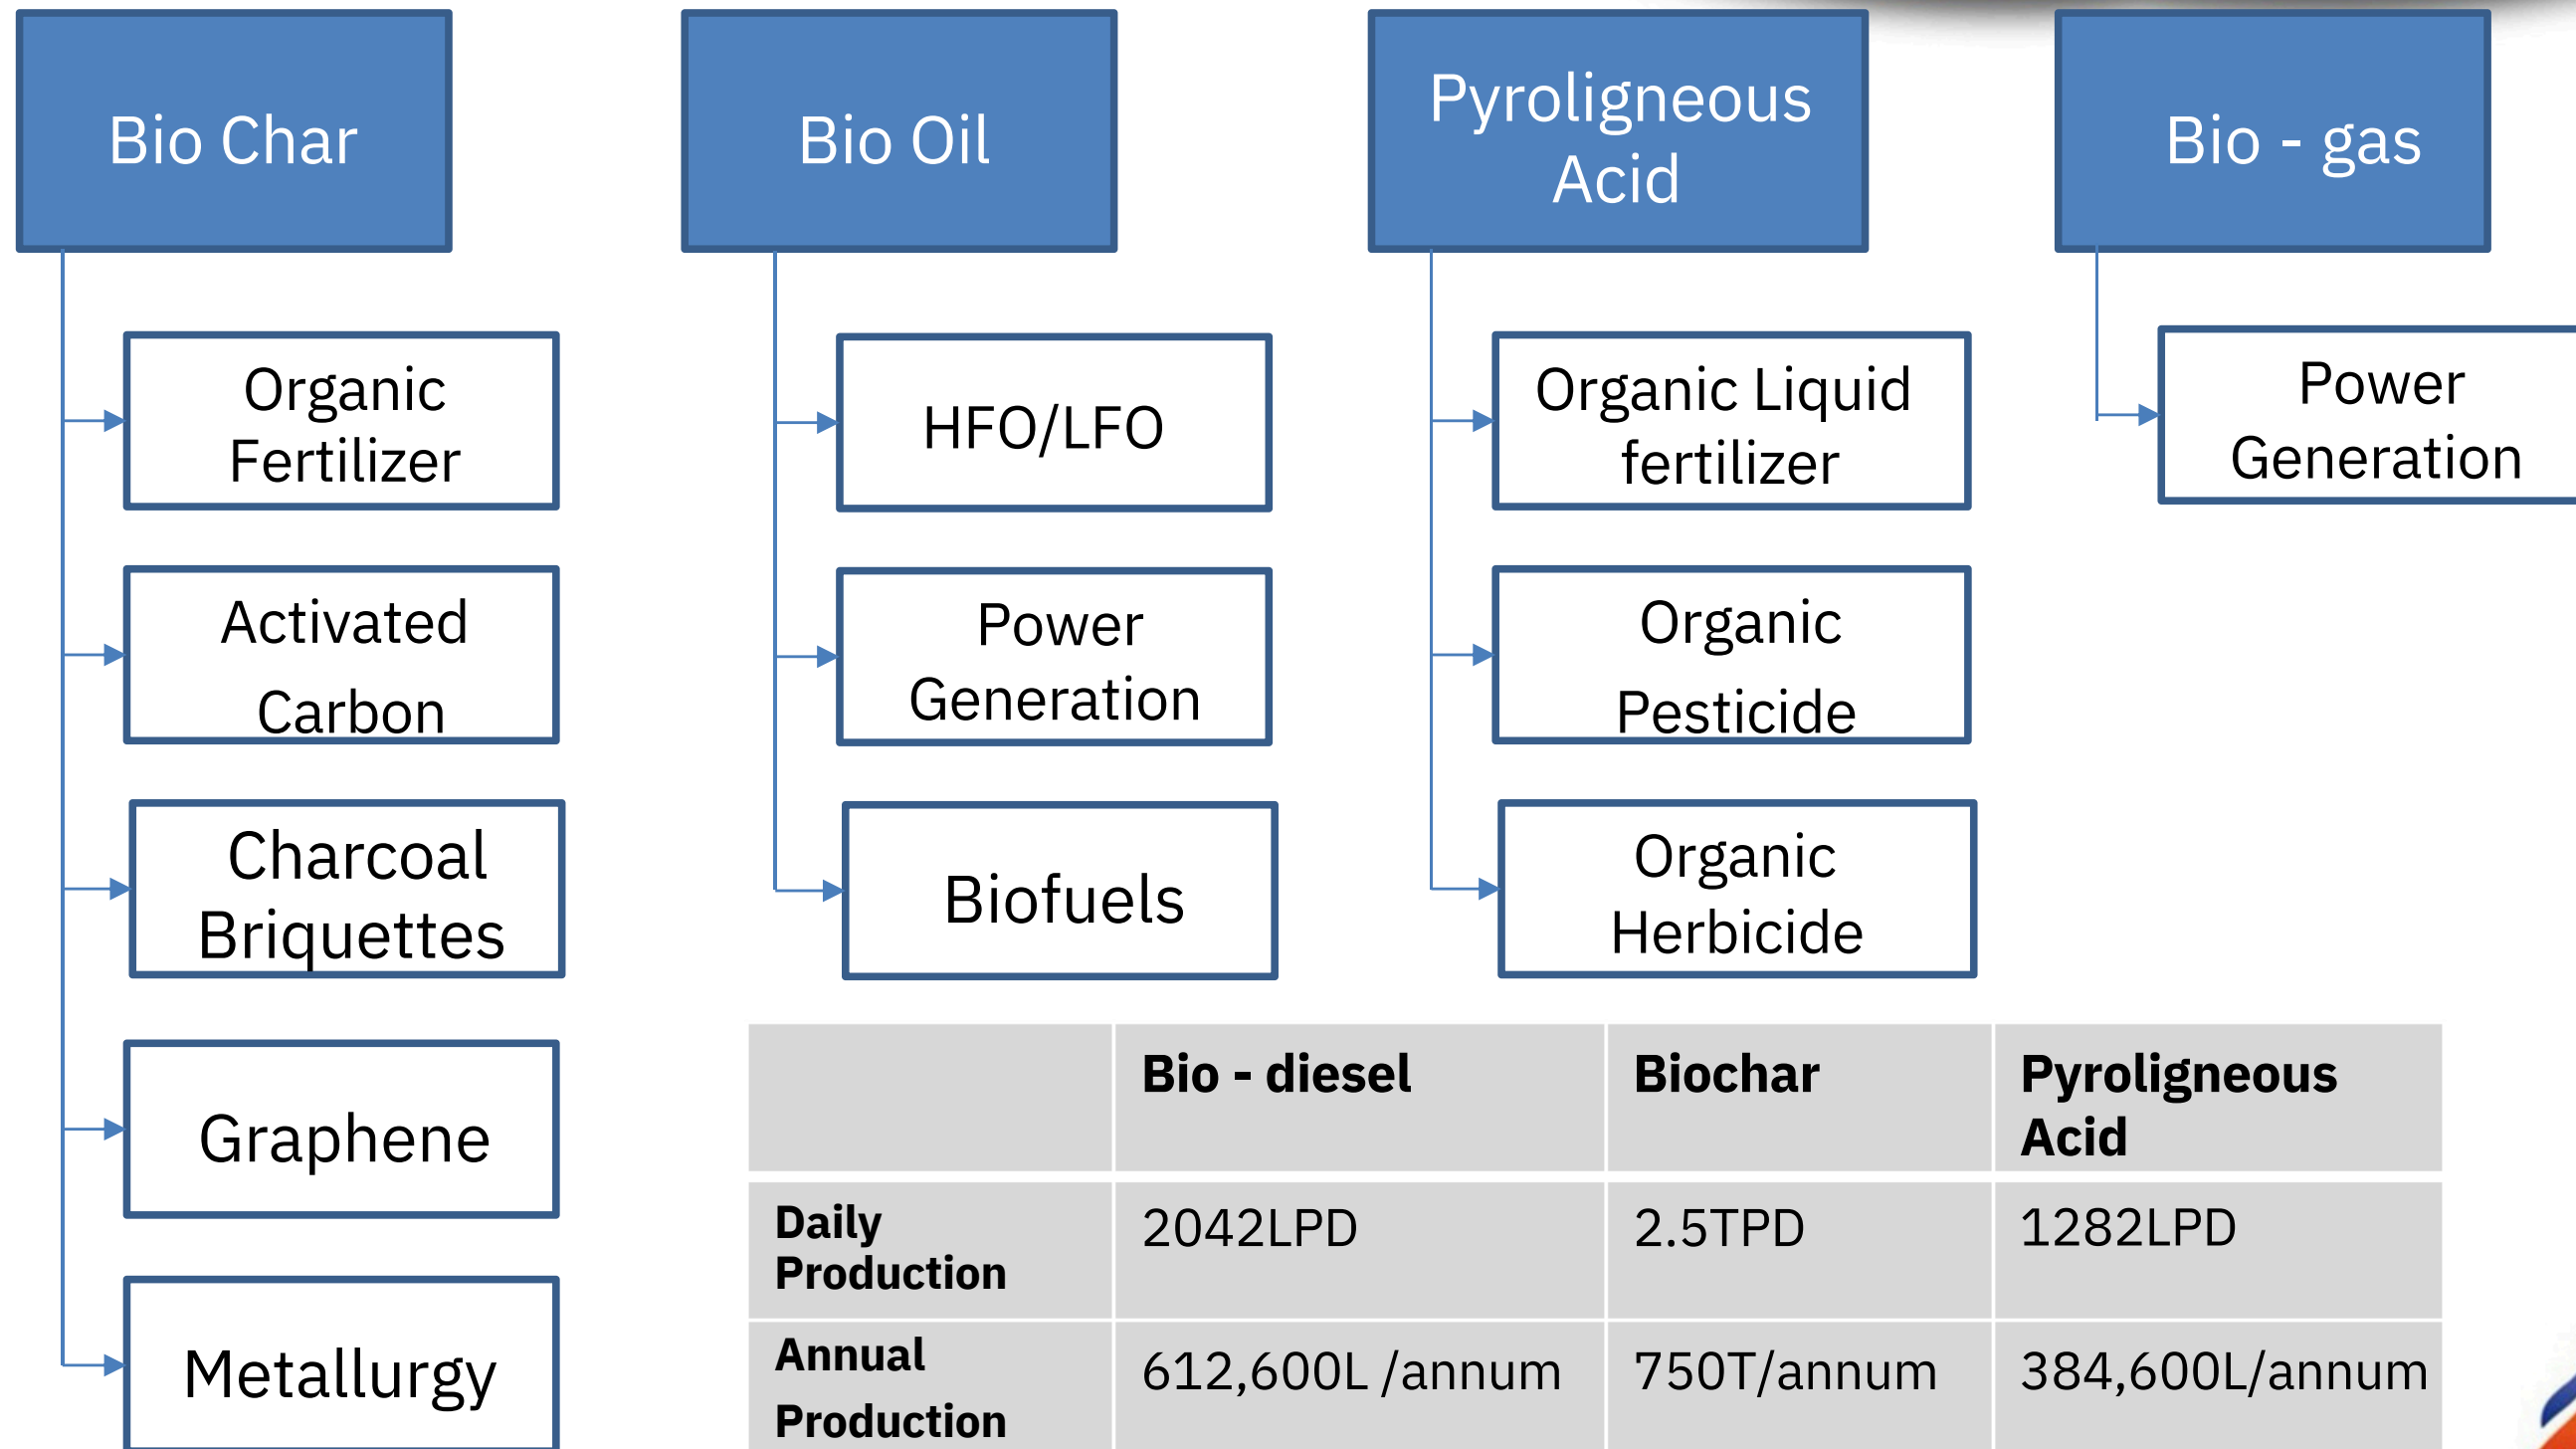 Bio Char
Organic
Fertilizer
Activated
Carbon
Charcoal
Briquettes
Graphene
Metallurgy
Bio Oil
HFO/LFO
Power
Generation
Biofuels
Pyroligneous
Acid
Organic Liquid
fertilizer
Organic
Pesticide
Organic
Herbicide
Bio - gas
Power
Generation
Bio - diesel
Biochar
Pyroligneous
Acid
Daily
Production
2042LPD
2.5TPD
1282LPD
Annual
Production
612,600L /annum
750T/annum
384,600L/annum